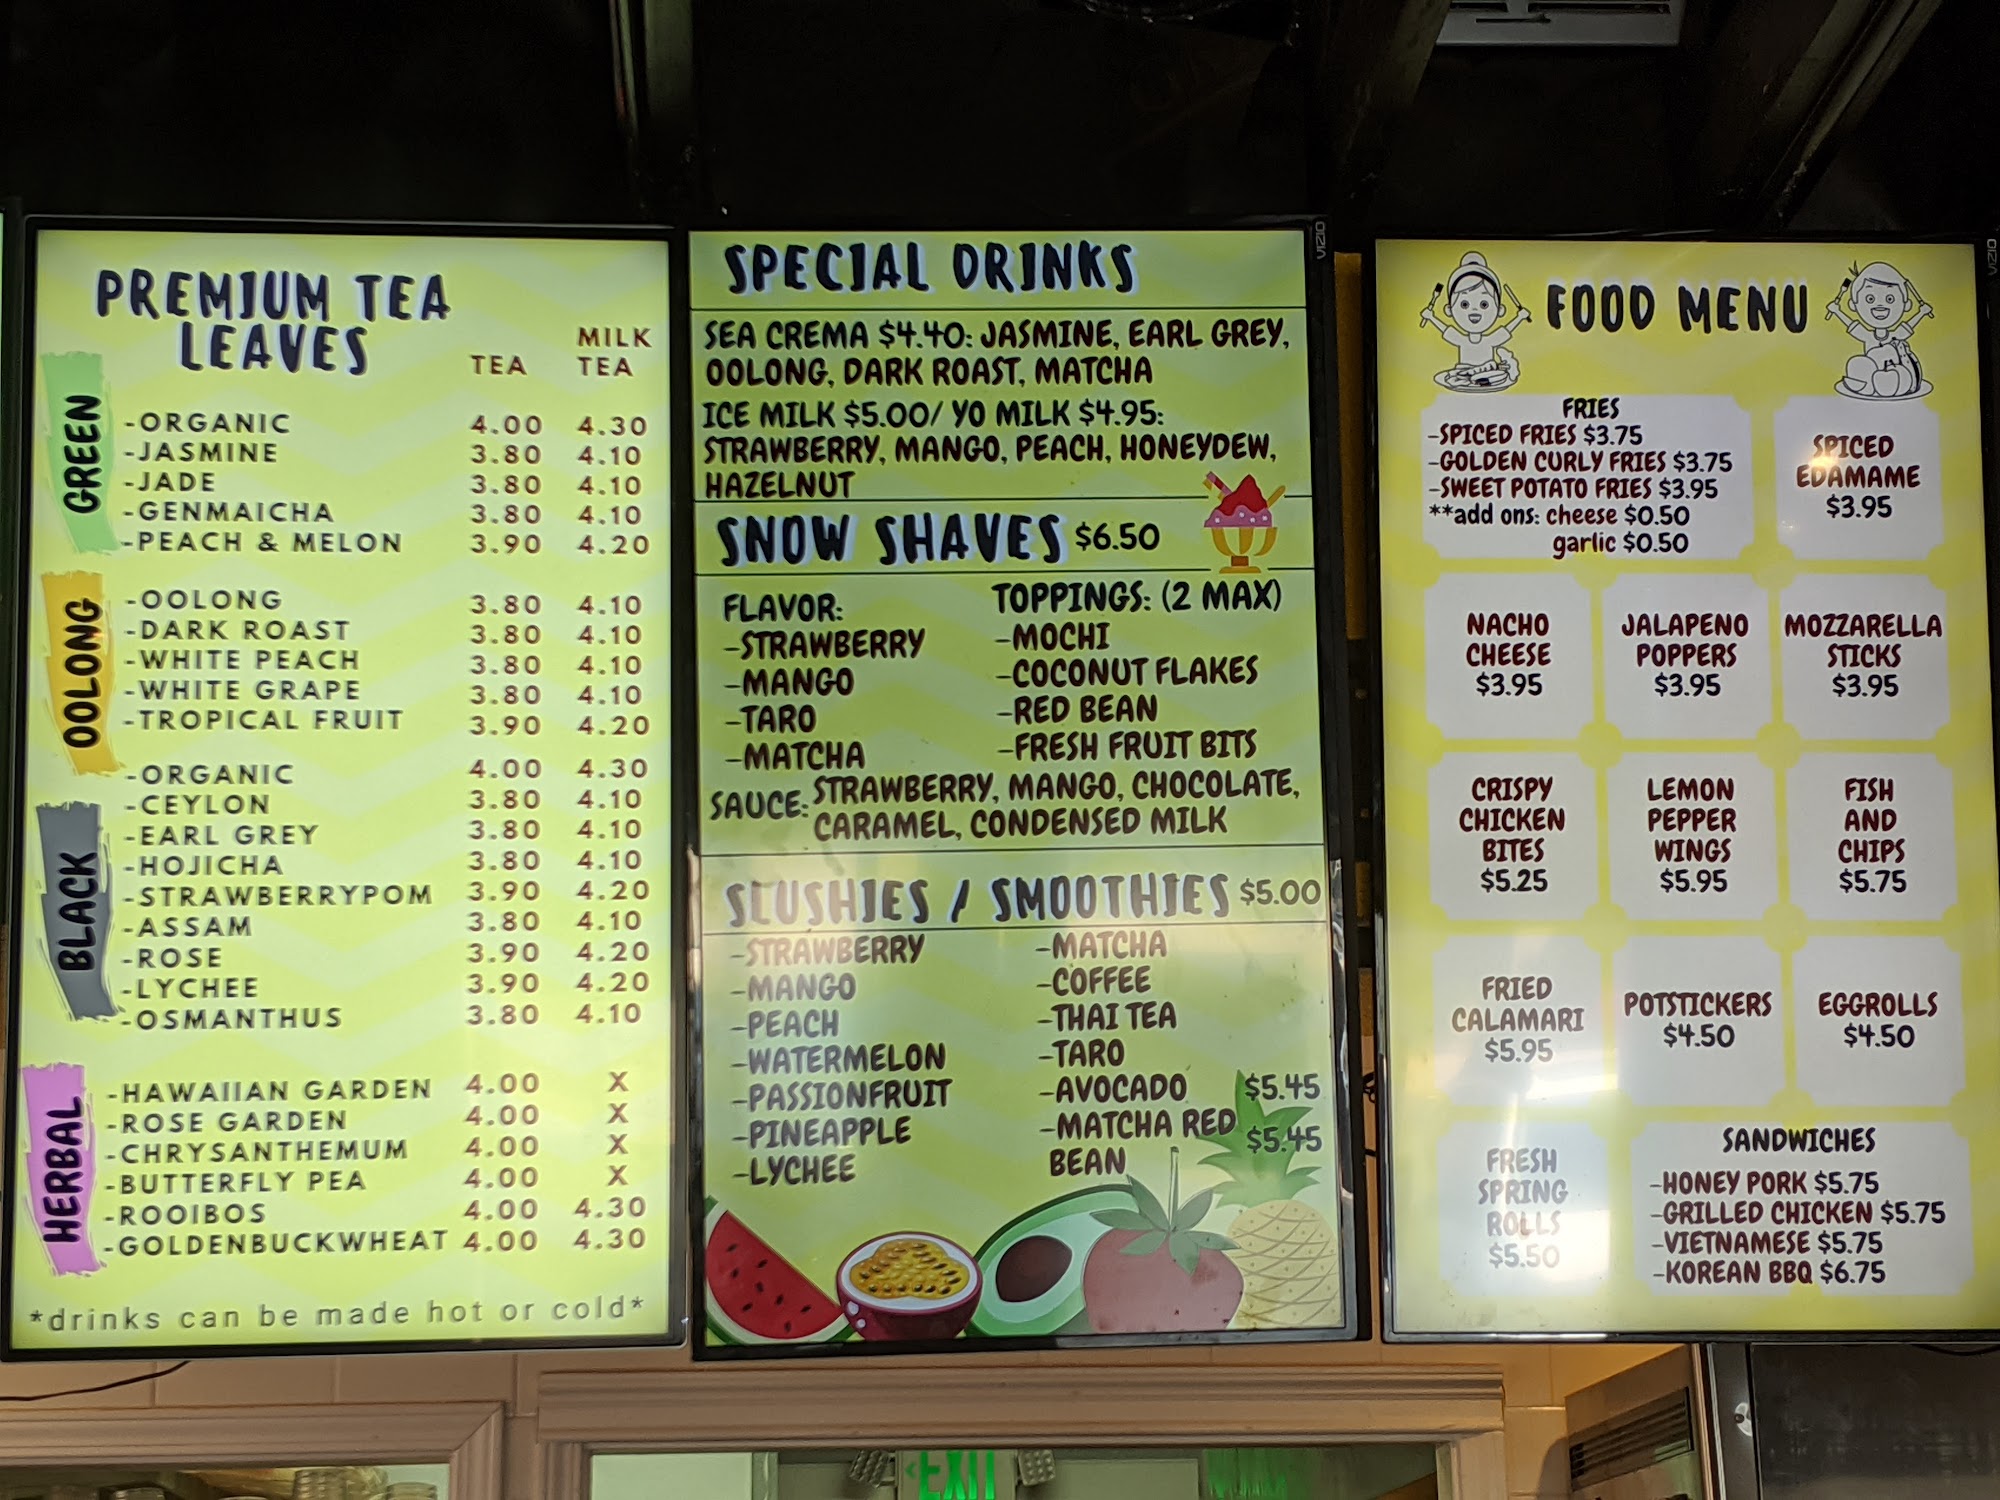 PREMIUM TEA
LEAVES
TEA
MILK
TEA
GREEN
-ORGANIC 4.00 4.30
-JASMINE 3.80 4.10
-JADE 3.80 4.10
-GENMAICHA 3.80 4.10
-PEACH & MELON 3.90 4.20
OOLONG
-OOLONG 3.80 4.10
-DARK ROAST 3.80 4.10
-WHITE PEACH 3.80 4.10
-WHITE GRAPE 3.80 4.10
-TROPICAL FRUIT 3.90 4.20
BLACK
-ORGANIC 4.00 4.30
-CEYLON 3.80 4.10
-EARL GREY 3.80 4.10
-HOJICHA 3.80 4.10
-STRAWBERRYPOM 3.90 4.20
-ASSAM 3.80 4.10
-ROSE 3.90 4.20
-LYCHEE 3.90 4.20
-OSMANTHUS 3.80 4.10
HERBAL
-HAWAIIAN GARDEN 4.00 X
-ROSE GARDEN 4.00 X
-CHRYSANTHEMUM 4.00 X
-BUTTERFLY PEA 4.00 X
-ROOIBOS 4.00 4.30
-GOLDENBUCKWHEAT 4.00 4.30
*drinks can be made hot or cold*
VIZIO
SPECIAL DRINKS
SEA CREMA $4.40: JASMINE, EARL GREY,
OOLONG, DARK ROAST, MATCHA
ICE MILK $5.00/ YO MILK $4.95:
STRAWBERRY, MANGO, PEACH, HONEYDEW,
HAZELNUT
SNOW SHAVES $6.50
FLAVOR:
-STRAWBERRY
-MANGO
-TARO
-MATCHA
TOPPINGS: (2 MAX)
-MOCHI
-COCONUT FLAKES
-RED BEAN
-FRESH FRUIT BITS
SAUCE: STRAWBERRY, MANGO, CHOCOLATE,
CARAMEL, CONDENSED MILK
SLUSHIES / SMOOTHIES $5.00
-STRAWBERRY
-MANGO
-PEACH
-WATERMELON
-PASSIONFRUIT
-PINEAPPLE
-LYCHEE
-MATCHA
-COFFEE
-THAI TEA
-TARO
-AVOCADO $5.45
-MATCHA RED $5.45
BEAN
VIZIO
FOOD MENU
FRIES
-SPICED FRIES $3.75
-GOLDEN CURLY FRIES $3.75
-SWEET POTATO FRIES $3.95
**add ons: cheese $0.50
garlic $0.50
SPICED
EDAMAME
$3.95
NACHO
CHEESE
$3.95
JALAPENO
POPPERS
$3.95
MOZZARELLA
STICKS
$3.95
CRISPY
CHICKEN
BITES
$5.25
LEMON
PEPPER
WINGS
$5.95
FISH
AND
CHIPS
$5.75
FRIED
CALAMARI
$5.95
POTSTICKERS
$4.50
EGGROLLS
$4.50
FRESH
SPRING
ROLLS
$5.50
SANDWICHES
-HONEY PORK $5.75
-GRILLED CHICKEN $5.75
-VIETNAMESE $5.75
-KOREAN BBQ $6.75
EXIT